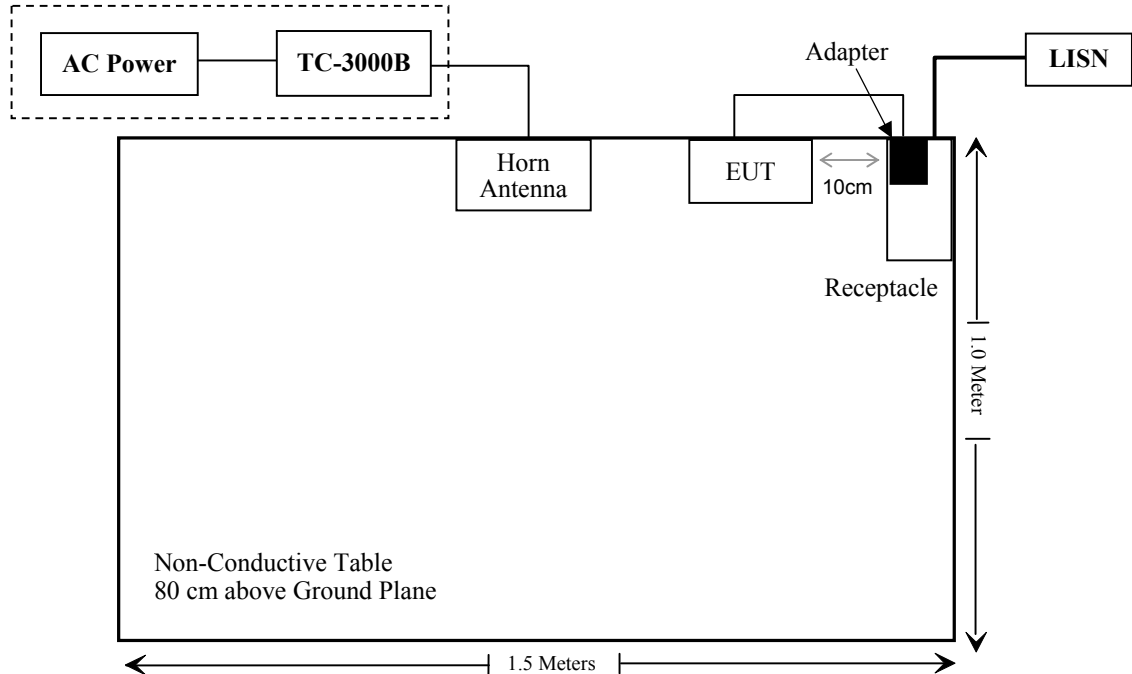 AC Power
TC-3000B
Adapter
LISN
Horn
Antenna
EUT
10cm
Receptacle
1.0 Meter
Non-Conductive Table
80 cm above Ground Plane
1.5 Meters